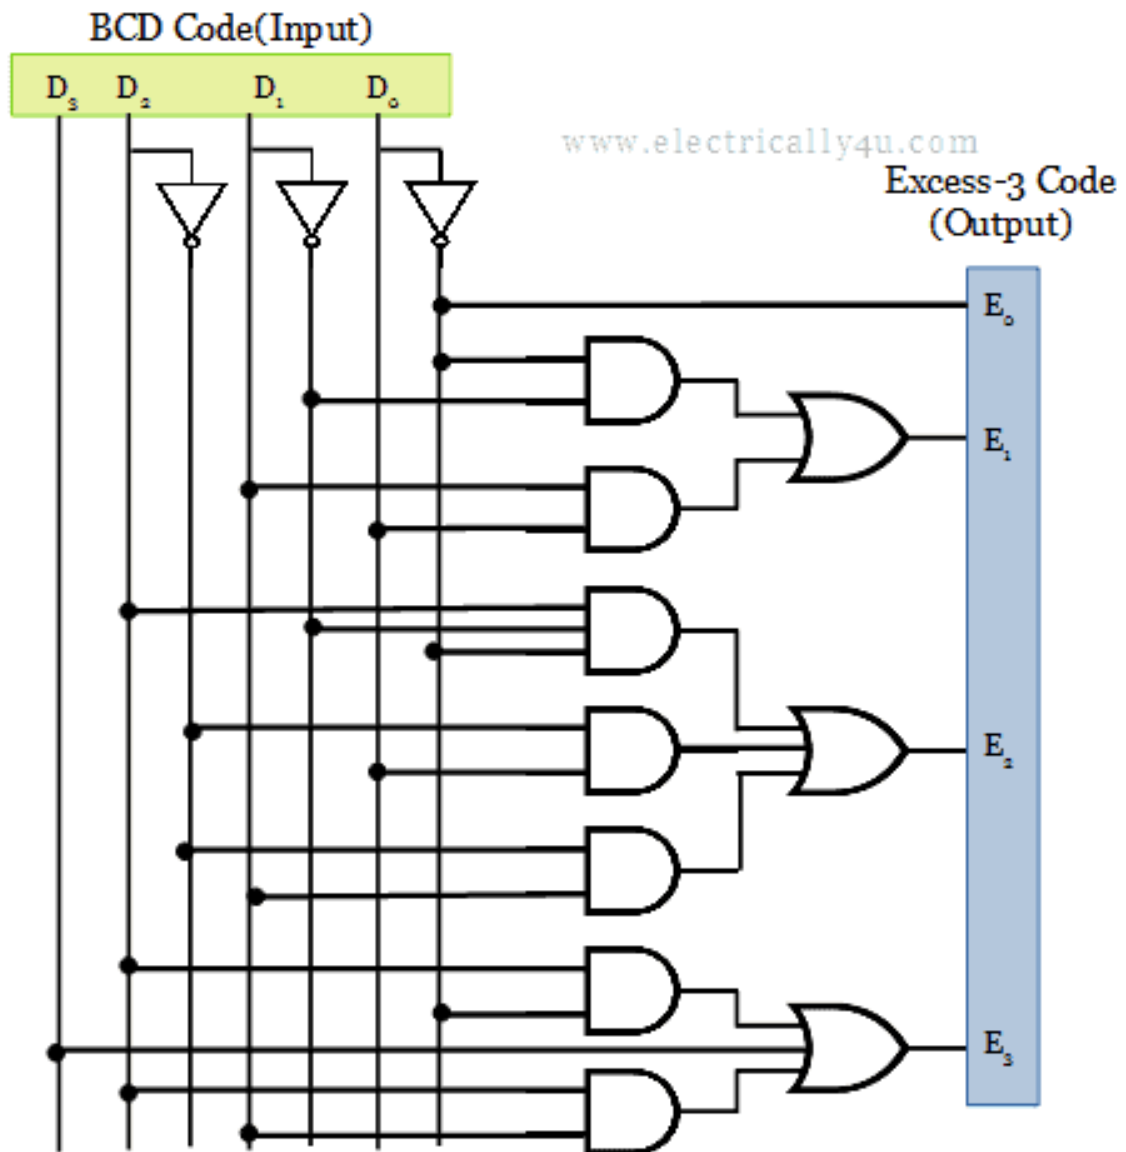 BCD Code(Input)
D₃ D₂ D₁ D₀
www.electrically4u.com
Excess-3 Code
(Output)
E₀
E₁
E₂
E₃